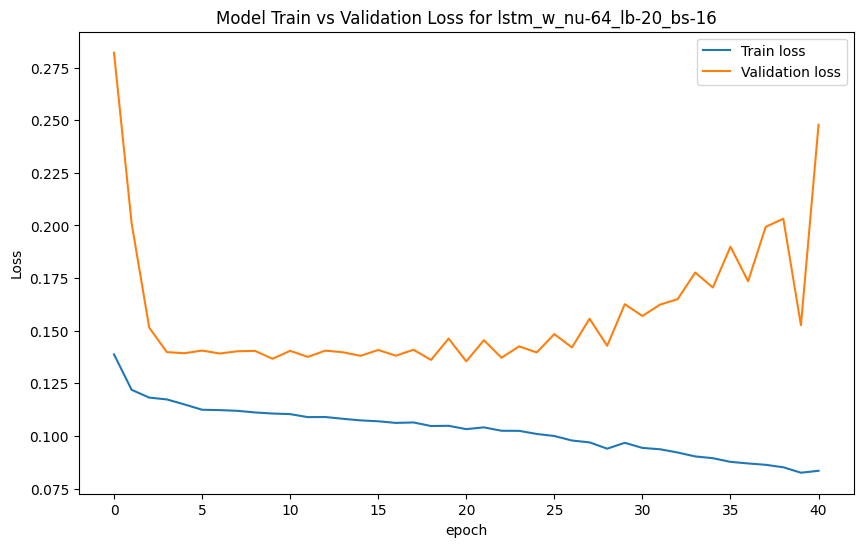 Model Train vs Validation Loss for lstm_w_nu-64_lb-20_bs-16
Train loss
Validation loss
Loss
0.275
0.250
0.225
0.200
0.175
0.150
0.125
0.100
0.075
0 5 10 15 20 25 30 35 40
epoch